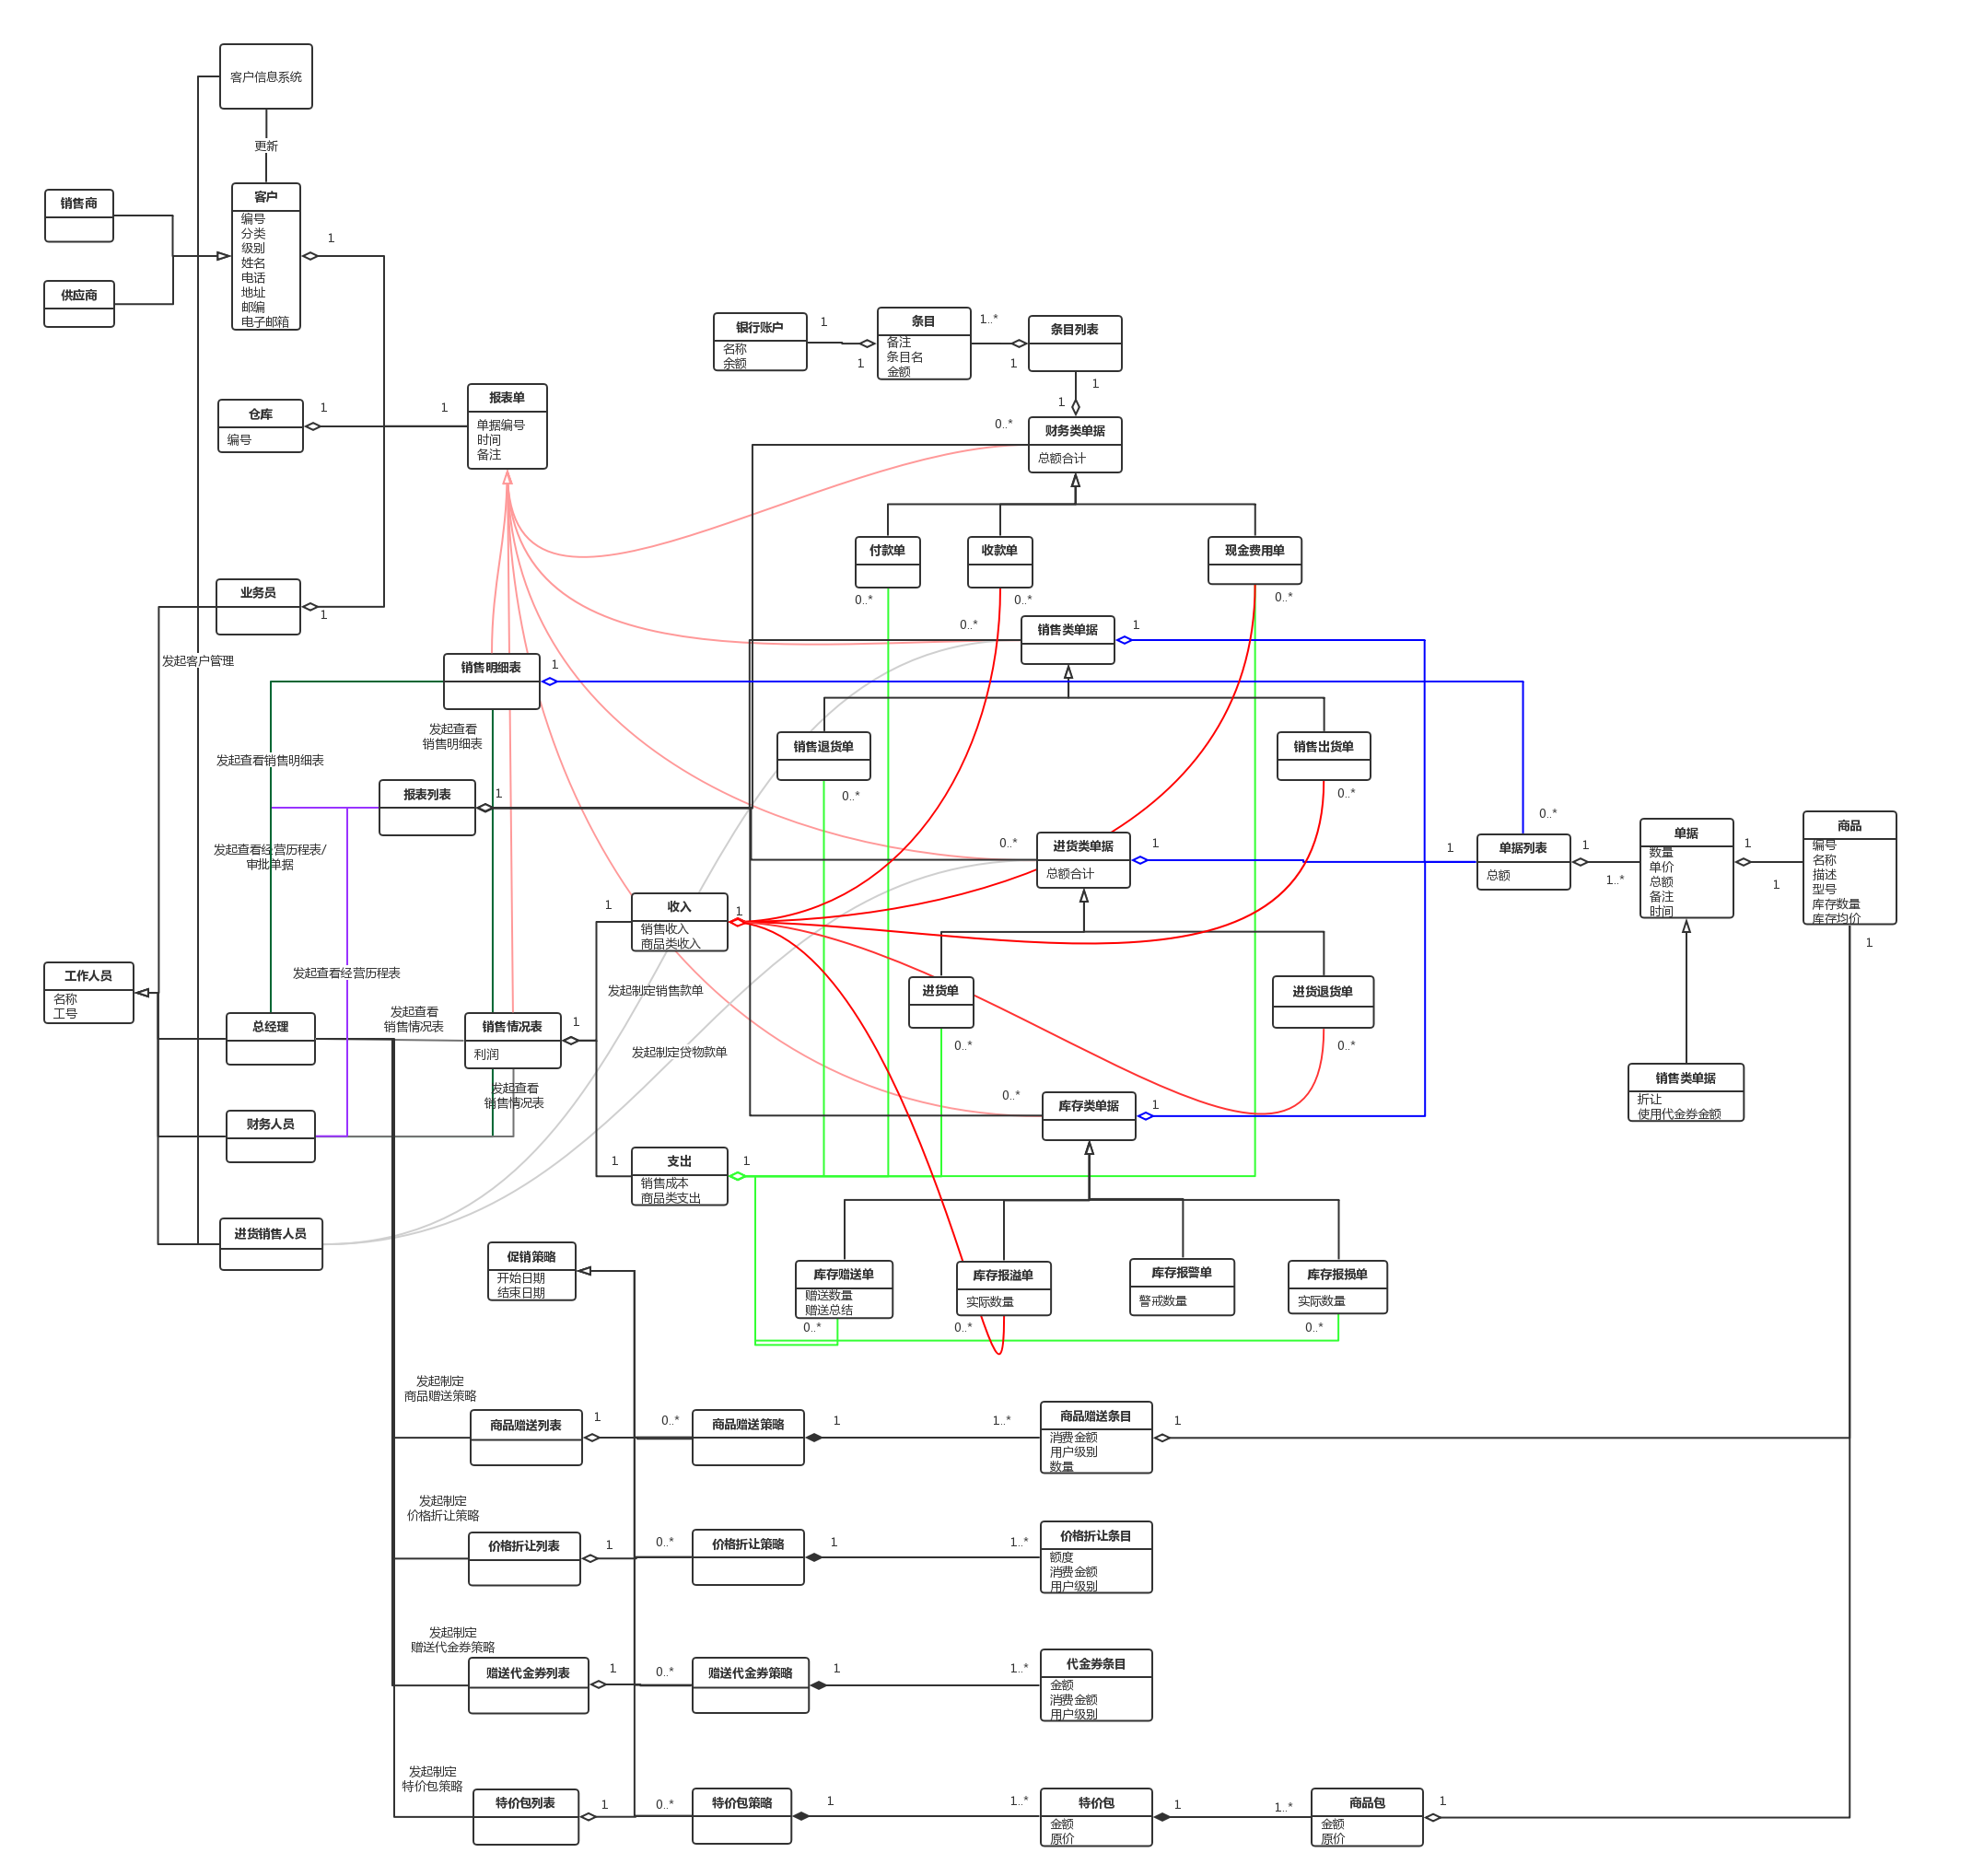 客户信息系统
更新
销售商
客户
编号
分类
级别
姓名
电话
地址
邮编
电子邮箱
1
供应商
银行账户
名称
余额
1
1
条目
备注
条目名
金额
1..*
1
条目列表
1
1
仓库
编号
1
1
报表单
单据编号
时间
备注
0..*
财务类单据
总额合计
付款单
0..*
收款单
0..*
现金费用单
0..*
业务员
1
发起客户管理
0..*
销售类单据
1
销售明细表
1
发起查看
销售明细表
发起查看销售明细表
销售退货单
0..*
销售出货单
0..*
报表列表
1
发起查看经营历程表/
审批单据
0..*
进货类单据
总额合计
1
1
0..*
单据列表
总额
1
1..*
单据
数量
单价
总额
备注
时间
1
1
商品
编号
名称
描述
型号
库存数量
库存均价
1
1
收入
销售收入
商品类收入
1
工作人员
名称
工号
发起查看经营历程表
发起制定销售款单
进货单
0..*
进货退货单
0..*
总经理
发起查看
销售情况表
销售情况表
利润
1
发起制定贷物款单
发起查看
销售情况表
0..*
库存类单据
1
销售类单据
折让
使用代金券金额
财务人员
1
支出
销售成本
商品类支出
1
进货销售人员
促销策略
开始日期
结束日期
库存赠送单
赠送数量
赠送总结
0..*
库存报溢单
实际数量
0..*
库存报警单
警戒数量
库存报损单
实际数量
0..*
发起制定
商品赠送策略
商品赠送列表
1
0..*
商品赠送策略
1
1..*
商品赠送条目
消费金额
用户级别
数量
1
发起制定
价格折让策略
价格折让列表
1
0..*
价格折让策略
1
1..*
价格折让条目
额度
消费金额
用户级别
发起制定
赠送代金券策略
赠送代金券列表
1
0..*
赠送代金券策略
1
1..*
代金券条目
金额
消费金额
用户级别
发起制定
特价包策略
特价包列表
1
0..*
特价包策略
1
1..*
特价包
金额
原价
1
1..*
商品包
金额
原价
1